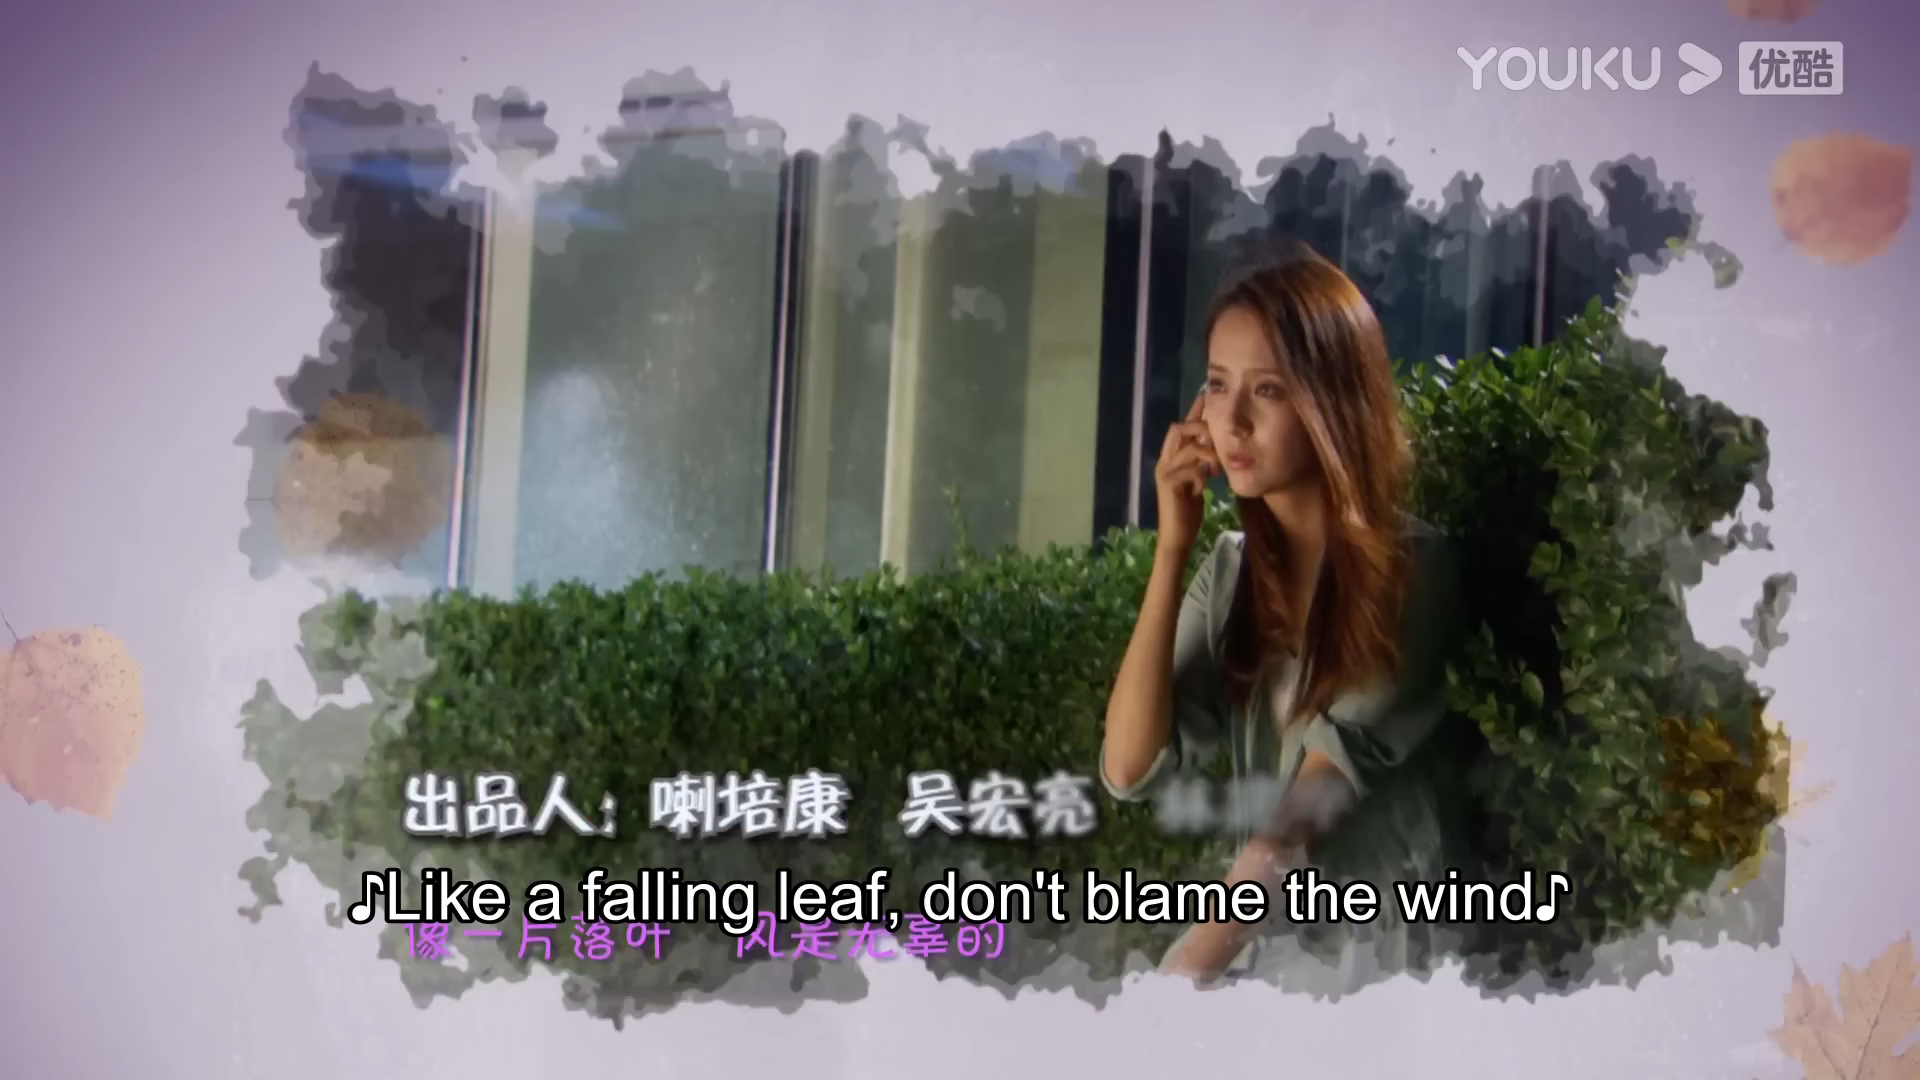 YOUKU 优酷
出品人：喇培康 吴宏亮
♪Like a falling leaf, don't blame the wind♪
像一片落叶 风是无辜的